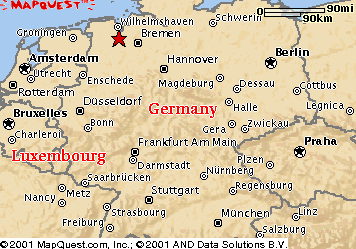 MAPQUEST
0 90mi
0 90km
Wilhelmshaven
Schwerin
Groningen
Bremen
Amsterdam
Hannover
Berlin
Utrecht
Enschede
Magdeburg
Dessau
Cottbus
Rotterdam
Düsseldorf
Germany
Halle
Legnica
Bruxelles
Bonn
Gera
Zwickau
Charleroi
Frankfurt Am Main
Praha
Luxembourg
Darmstadt
Plzen
Saarbrücken
Nürnberg
Nancy
Metz
Stuttgart
Regensburg
Strasbourg
Freiburg
München
Linz
Salzburg
©2001 MapQuest.com, Inc.; ©2001 AND Data Solutions B.V.